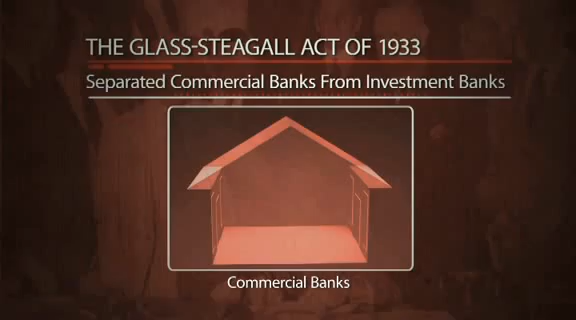 THE GLASS-STEAGALL ACT OF 1933
Separated Commercial Banks From Investment Banks
Commercial Banks